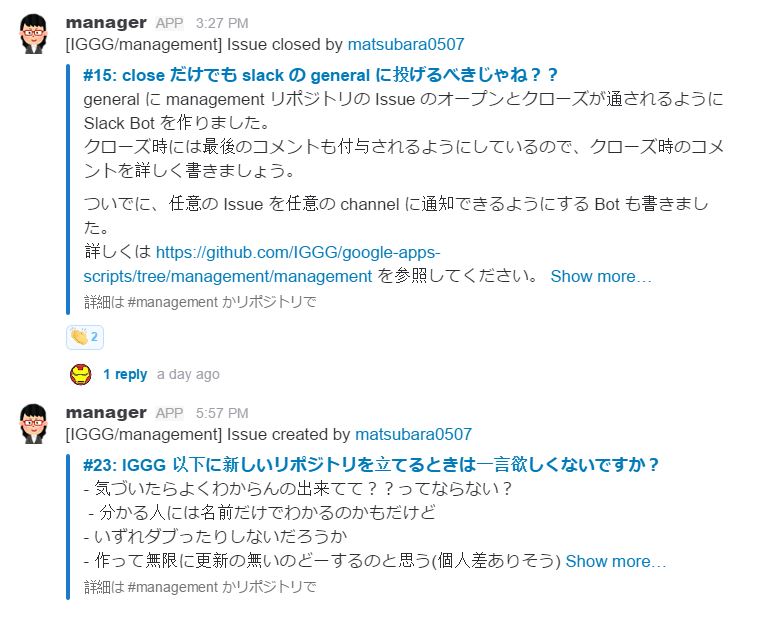 manager APP 3:27 PM
[IGGG/management] Issue closed by matsubara0507
#15: close だけでも slack の general に投げるべきじゃね？？
general に management リポジトリの Issue のオープンとクローズが通されるように
Slack Bot を作りました。
クローズ時には最後のコメントも付与されるようにしているので、クローズ時のコメ
ントを詳しく書きましょう。
ついでに、任意の Issue を任意の channel に通知できるようにする Bot も書きまし
た。
詳しくは https://github.com/IGGG/google-apps-
scripts/tree/management/management を参照してください。 Show more…
詳細は #management かリポジトリで
👏 2
1 reply a day ago
manager APP 5:57 PM
[IGGG/management] Issue created by matsubara0507
#23: IGGG 以下に新しいリポジトリを立てるときは一言欲しくないですか？
- 気づいたらよくわからんの出来てて？？ってならない？
- 分かる人には名前だけでわかるのかもだけど
- いずれダブったりしないだろうか
- 作って無限に更新の無いのどーするのと思う(個人差ありそう) Show more…
詳細は #management かリポジトリで